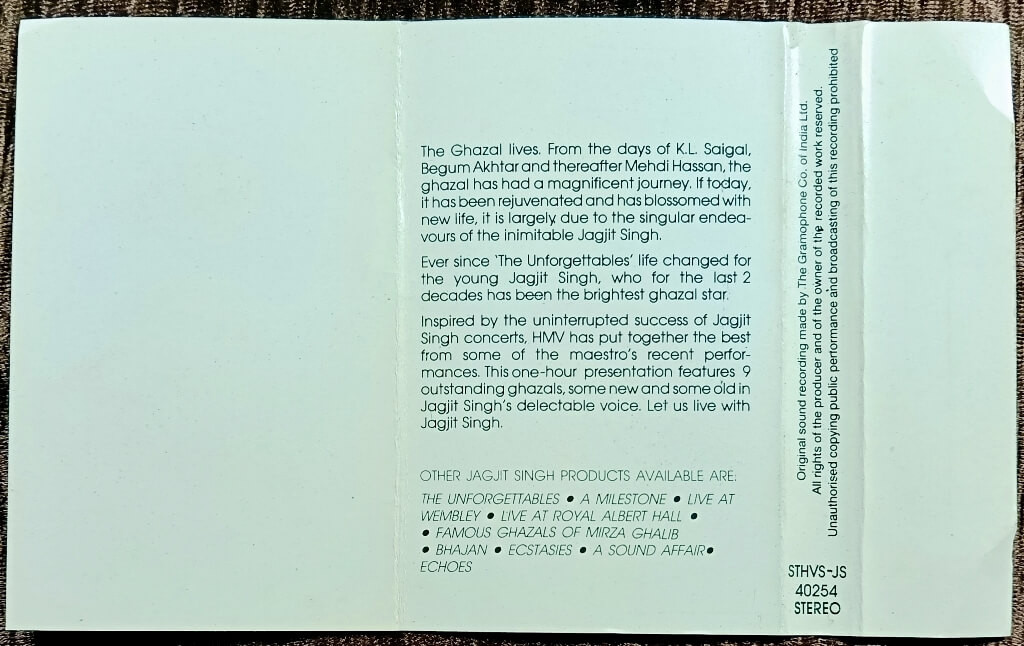 The Ghazal lives. From the days of K.L. Saigal,
Begum Akhtar and thereafter Mehdi Hassan, the
ghazal has had a magnificent journey. If today,
it has been rejuvenated and has blossomed with
new life, it is largely due to the singular endea-
vours of the inimitable Jagjit Singh.
Ever since 'The Unforgettables' life changed for
the young Jagjit Singh, who for the last 2
decades has been the brightest ghazal star.
Inspired by the uninterrupted success of Jagjit
Singh concerts, HMV has put together the best
from some of the maestro's recent perfor-
mances. This one-hour presentation features 9
outstanding ghazals, some new and some old in
Jagjit Singh's delectable voice. Let us live with
Jagjit Singh.
OTHER JAGJIT SINGH PRODUCTS AVAILABLE ARE:
THE UNFORGETTABLES • A MILESTONE • LIVE AT
WEMBLEY • LIVE AT ROYAL ALBERT HALL •
• FAMOUS GHAZALS OF MIRZA GHALIB
• BHAJAN • ECSTASIES • A SOUND AFFAIR•
ECHOES
Original sound recording made by The Gramophone Co. of India Ltd.
All rights of the producer and of the owner of the recorded work reserved.
Unauthorised copying public performance and broadcasting of this recording prohibited
STHVS-JS
40254
STEREO